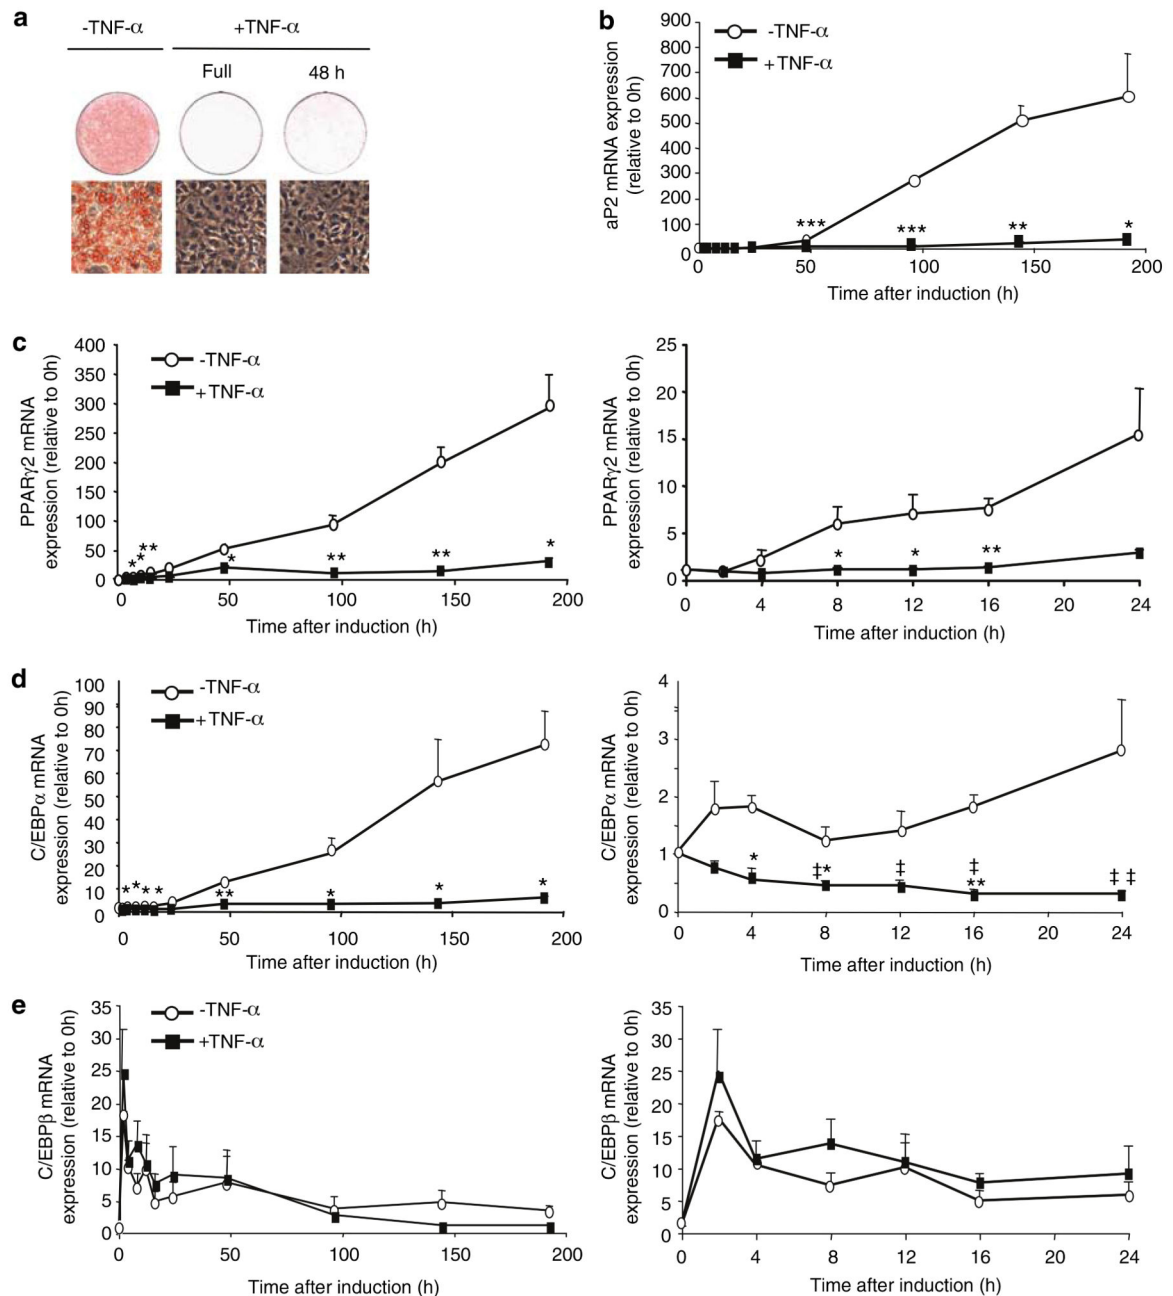 a
-TNF-α +TNF-α
Full 48 h
b
-TNF-α
+TNF-α
aP2 mRNA expression
(relative to 0h)
900
800
700
600
500
400
300
200
100
0
*** *** ** *
0 50 100 150 200
Time after induction (h)
c
-TNF-α
+TNF-α
PPARγ2 mRNA
expression (relative to 0h)
400
350
300
250
200
150
100
50
0
* * ** * ** ** *
0 50 100 150 200
Time after induction (h)
PPARγ2 mRNA
expression (relative to 0h)
25
20
15
10
5
0
* * **
0 4 8 12 16 20 24
Time after induction (h)
d
-TNF-α
+TNF-α
C/EBPα mRNA
expression (relative to 0h)
100
90
80
70
60
50
40
30
20
10
0
* * * * ** * * *
0 50 100 150 200
Time after induction (h)
C/EBPα mRNA
expression (relative to 0h)
4
3
2
1
0
* ‡* ‡ ‡ ‡ ‡
**
0 4 8 12 16 20 24
Time after induction (h)
e
-TNF-α
+TNF-α
C/EBPβ mRNA
expression (relative to 0h)
35
30
25
20
15
10
5
0
0 50 100 150 200
Time after induction (h)
C/EBPβ mRNA
expression (relative to 0h)
35
30
25
20
15
10
5
0
0 4 8 12 16 20 24
Time after induction (h)